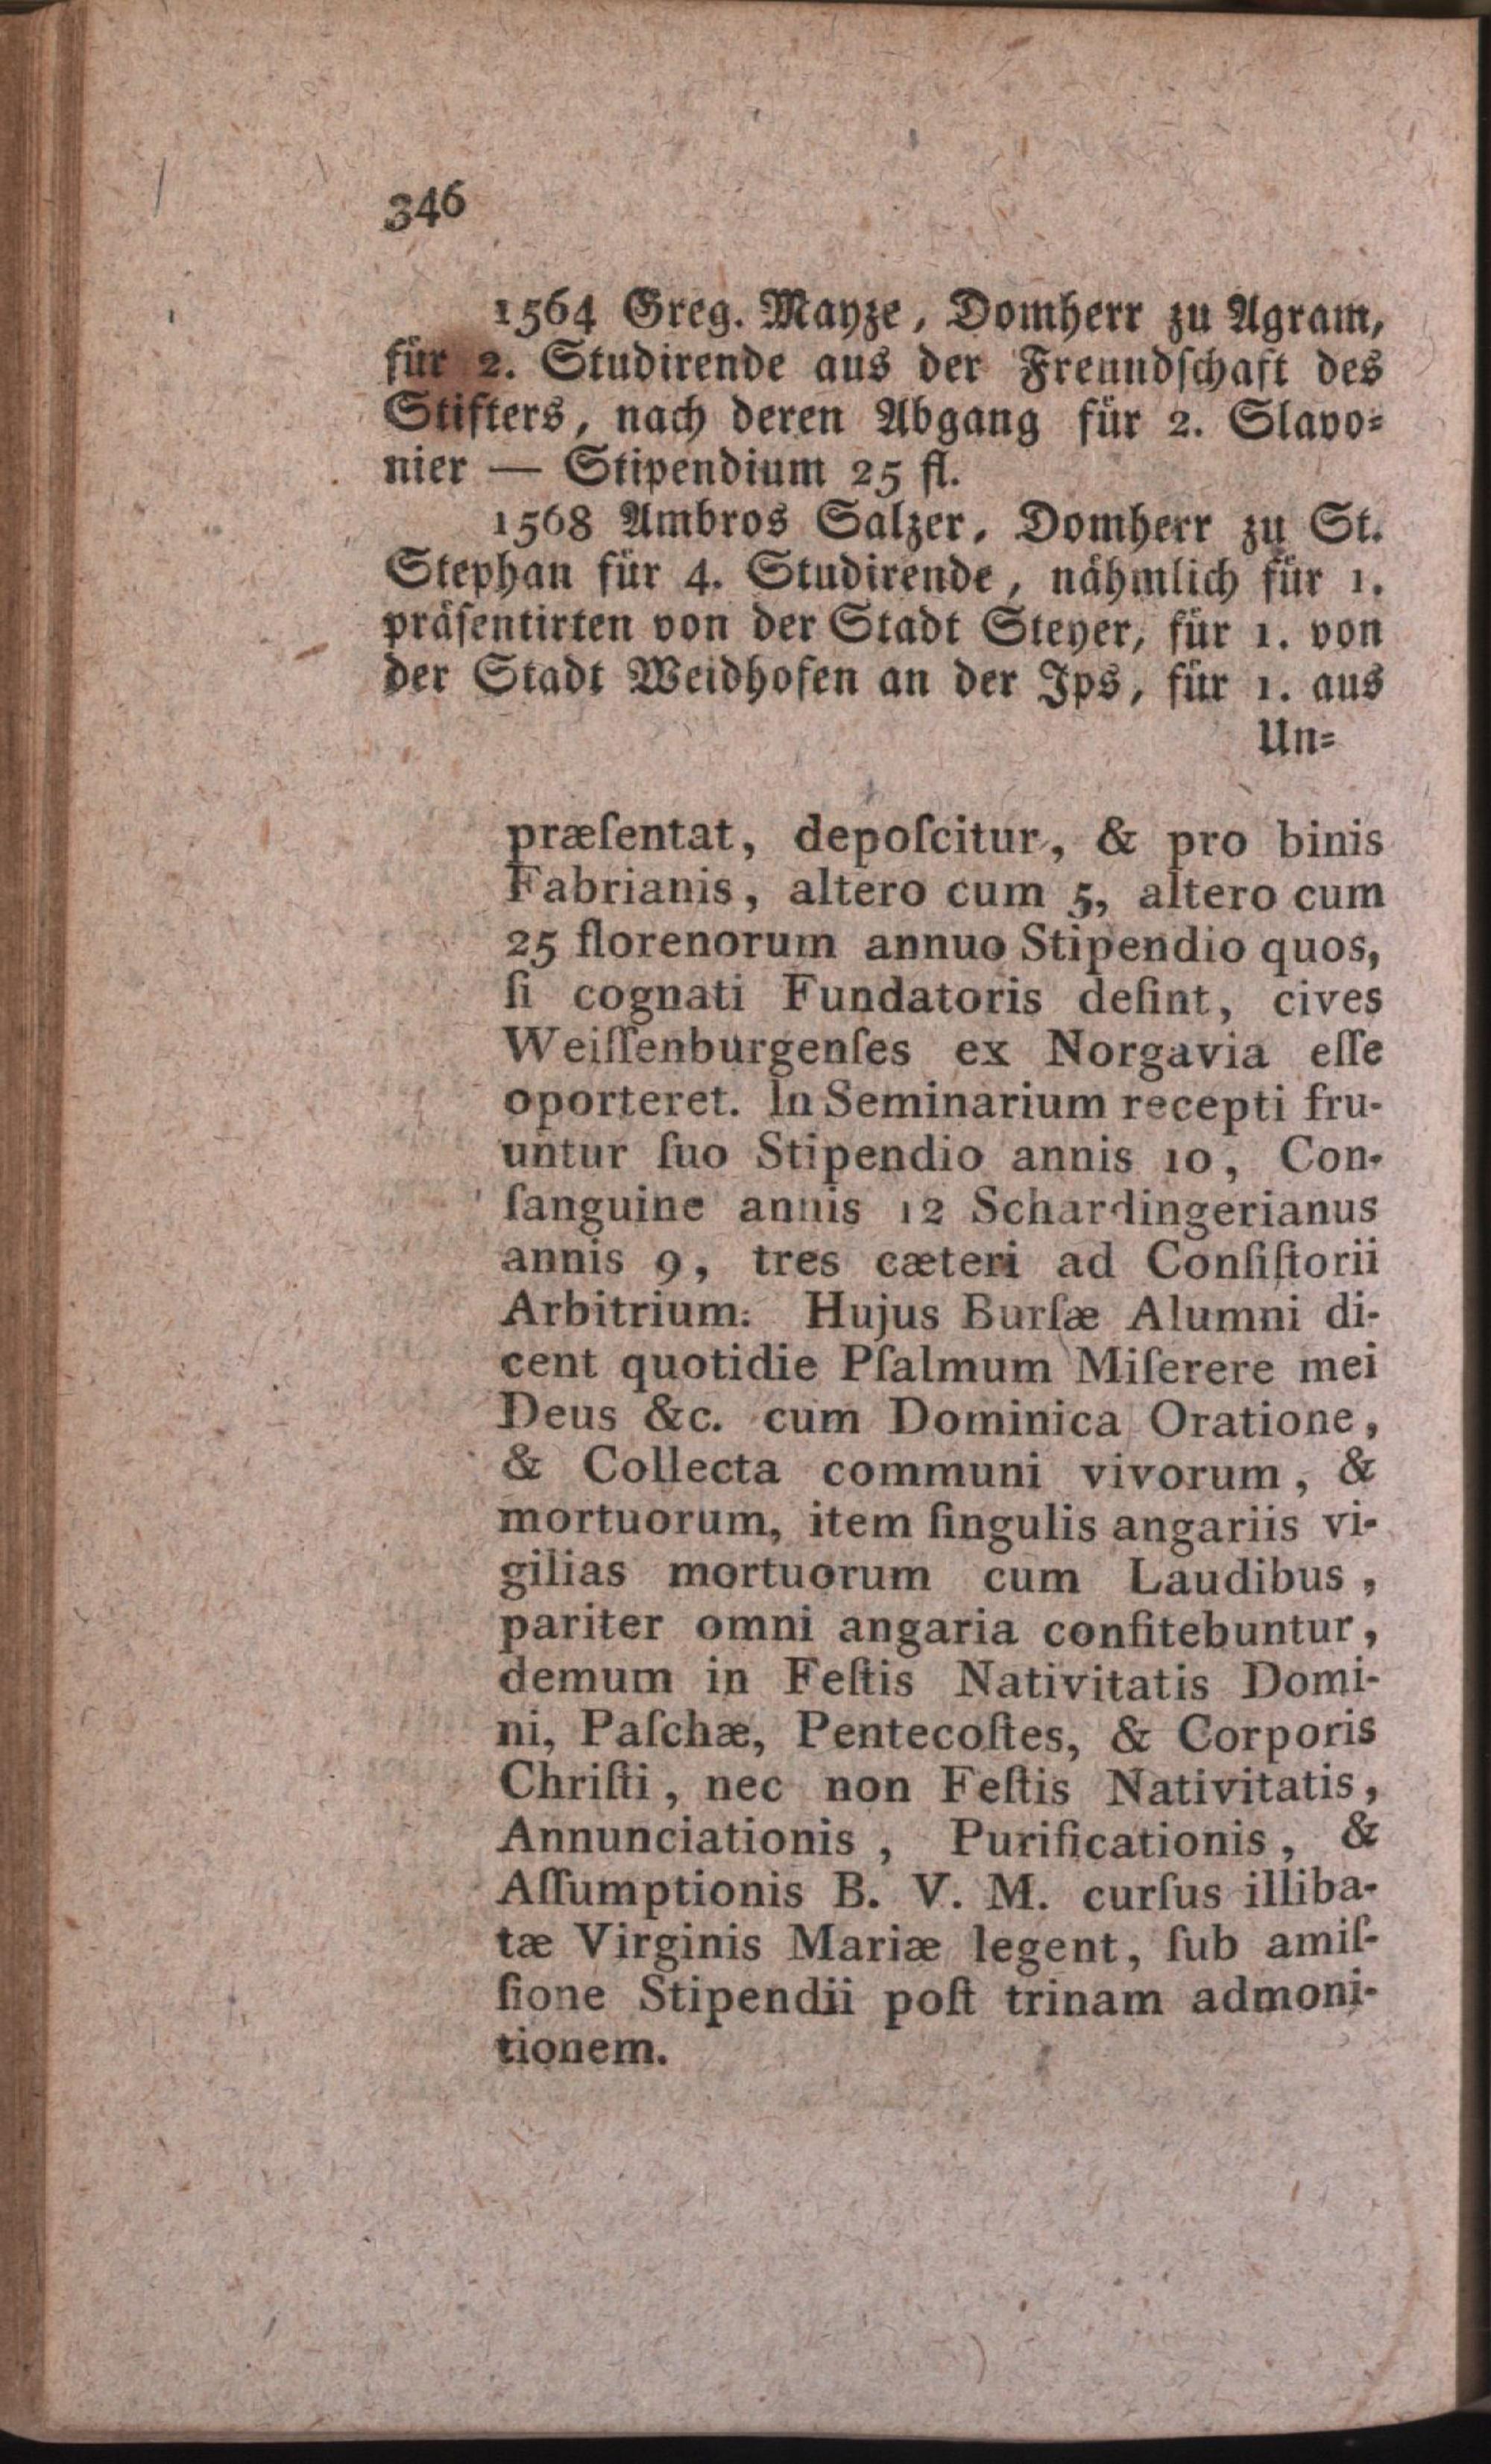 346
1564 Greg. Mayze, Domherr zu Agram,
für 2. Studirende aus der Freundſchaft des
Stifters, nach deren Abgang für 2. Slavo⸗
nier — Stipendium 25 fl.
1568 Ambros Salzer, Domherr zu St.
Stephan für 4. Studirende, nähmlich für 1.
präſentirten von der Stadt Steyer, für 1. von
der Stadt Weidhofen an der Jps, für 1. aus
Un⸗
præſentat, depoſcitur, & pro binis
Fabrianis, altero cum 5, altero cum
25 florenorum annuo Stipendio quos,
ſi cognati Fundatoris deſint, cives
Weiſſenburgenſes ex Norgavia eſſe
oporteret. In Seminarium recepti fru-
untur ſuo Stipendio annis 10, Con-
ſanguine annis 12 Schardingerianus
annis 9, tres cæteri ad Conſiſtorii
Arbitrium. Hujus Burſæ Alumni di-
cent quotidie Pſalmum Miſerere mei
Deus &c. cum Dominica Oratione,
& Collecta communi vivorum, &
mortuorum, item ſingulis angariis vi-
gilias mortuorum cum Laudibus,
pariter omni angaria confitebuntur,
demum in Feſtis Nativitatis Domi-
ni, Paſchæ, Pentecoſtes, & Corporis
Chriſti, nec non Feſtis Nativitatis,
Annunciationis, Purificationis, &
Aſſumptionis B. V. M. curſus illiba-
tæ Virginis Mariæ legent, ſub amiſ-
ſione Stipendii poſt trinam admoni-
tionem.